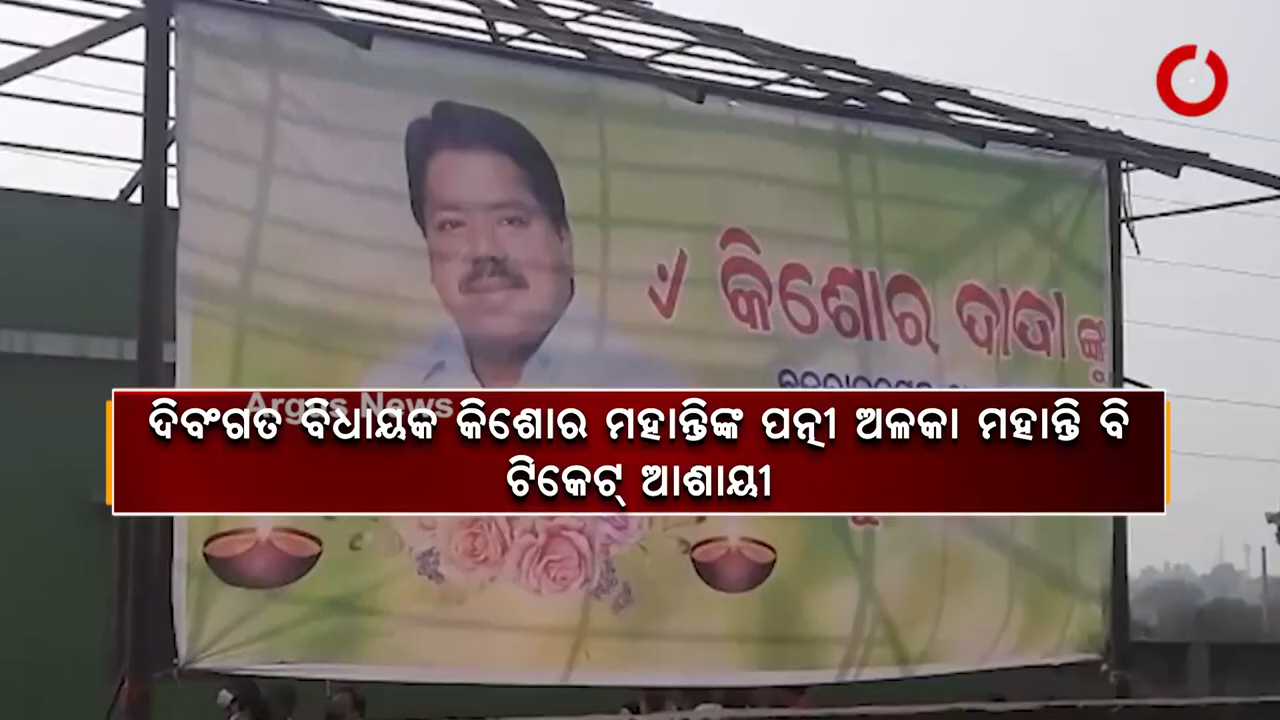 ୰ କିଶୋର ଦାଦା ଙ୍କୁ
Argus News
ଦିବଂଗତ ବିଧାୟକ କିଶୋର ମହାନ୍ତିଙ୍କ ପତ୍ନୀ ଅଳକା ମହାନ୍ତି ବି
ଟିକେଟ୍ ଆଶାୟୀ